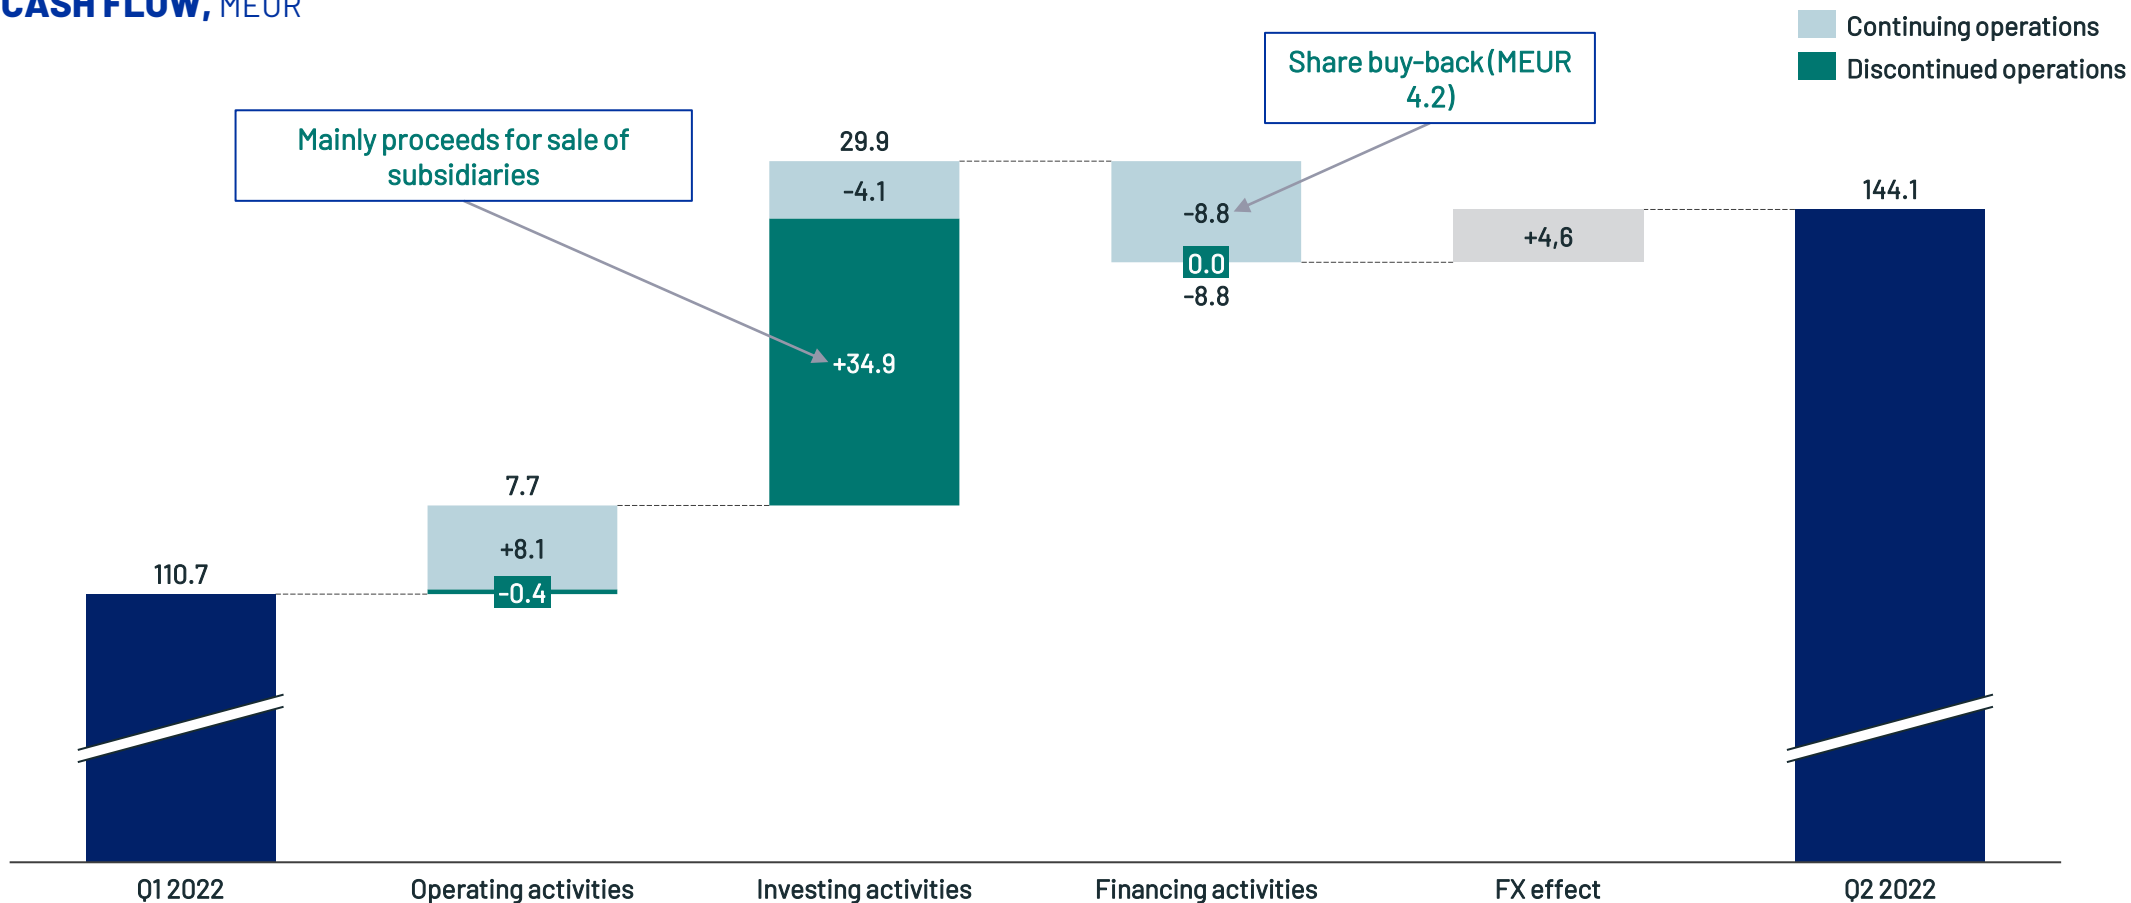 CASH FLOW, MEUR
Continuing operations
Discontinued operations
Share buy-back (MEUR
4.2)
Mainly proceeds for sale of
subsidiaries
29.9
-4.1
+34.9
-8.8
0.0
-8.8
+4,6
144.1
7.7
+8.1
-0.4
110.7
Q1 2022
Operating activities
Investing activities
Financing activities
FX effect
Q2 2022